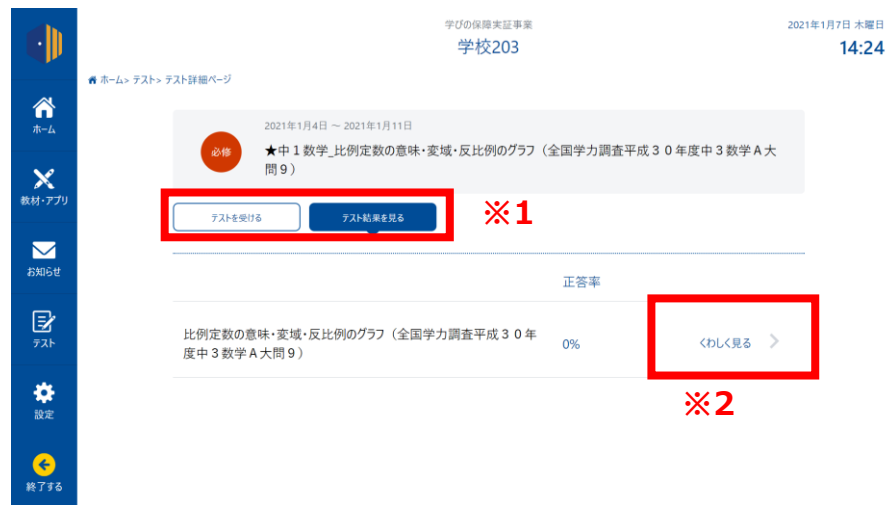 学びの保障実証事業
学校203
2021年1月7日 木曜日
14:24
ホーム> テスト> テスト詳細ページ
ホーム
教材・アプリ
お知らせ
テスト
設定
終了する
2021年1月4日 ～ 2021年1月11日
必修
★中１数学_比例定数の意味・変域・反比例のグラフ（全国学力調査平成３０年度中３数学Ａ大
問９）
テストを受ける
テスト結果を見る
※1
正答率
比例定数の意味・変域・反比例のグラフ（全国学力調査平成３０年
度中３数学Ａ大問９）
0%
くわしく見る
※2